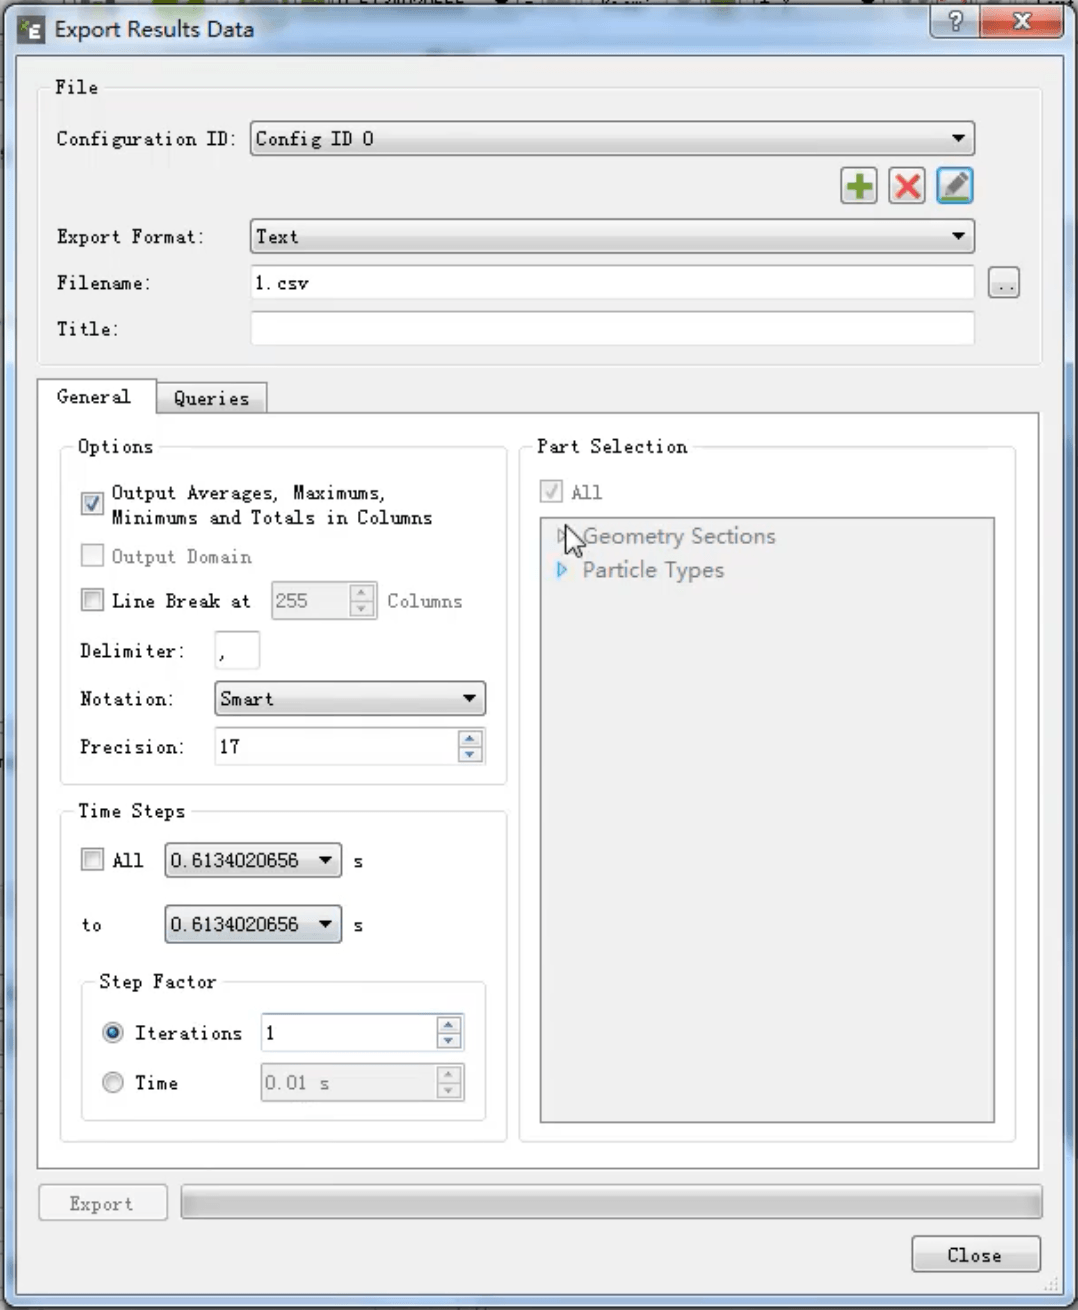 Export Results Data
File
Configuration ID: Config ID 0
Export Format: Text
Filename: 1.csv ..
Title:
General Queries
Options
Output Averages, Maximums,
Minimums and Totals in Columns
Output Domain
Line Break at 255 Columns
Delimiter: ,
Notation: Smart
Precision: 17
Time Steps
All 0.6134020656 s
to 0.6134020656 s
Step Factor
Iterations 1
Time 0.01 s
Part Selection
All
Geometry Sections
Particle Types
Export
Close